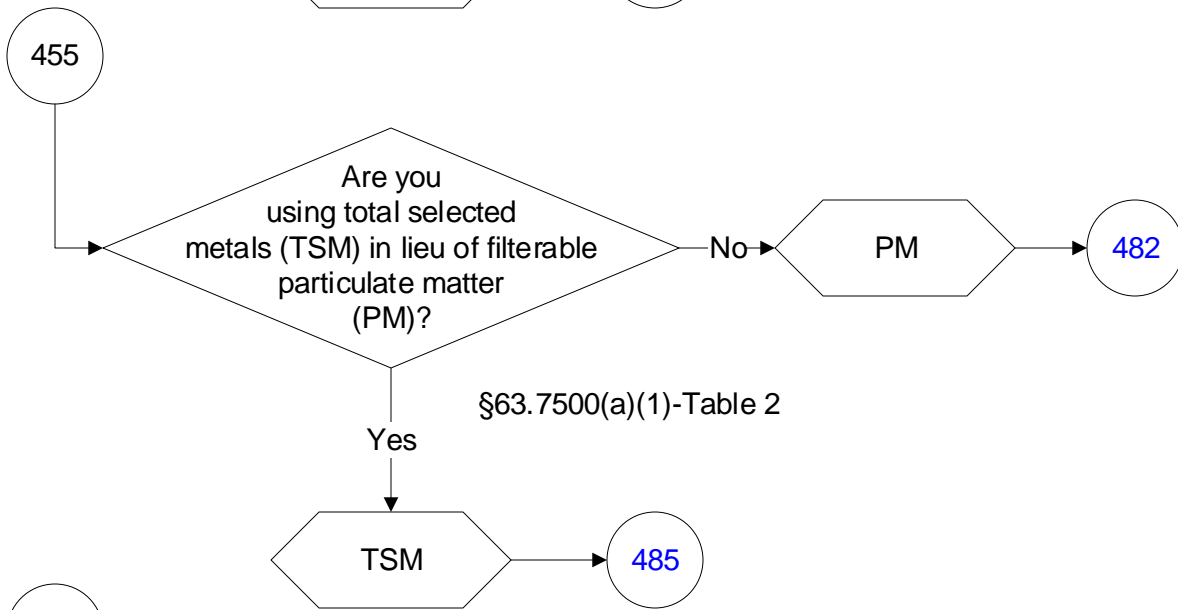 455
Are you
using total selected
metals (TSM) in lieu of filterable
particulate matter
(PM)?
No
PM
482
§63.7500(a)(1)-Table 2
Yes
TSM
485